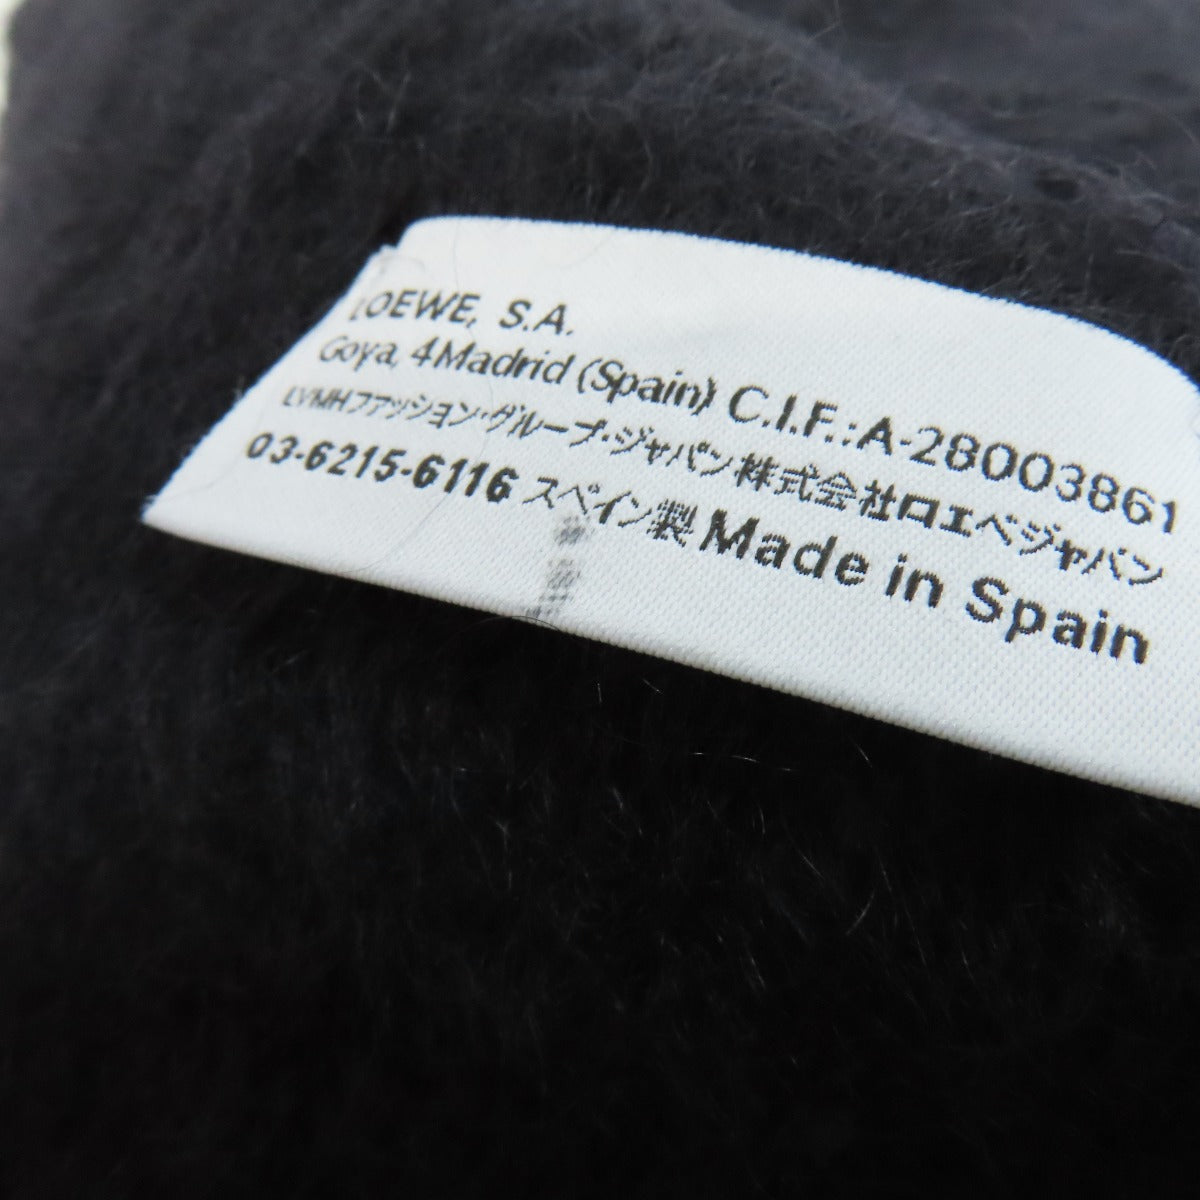 LOEWE, S.A.
Goya, 4 Madrid (Spain) C.I.F.:A-28003861
LVMHファッション・グループ・ジャパン株式会社ロエベジャパン
03-6215-6116 スペイン製 Made in Spain